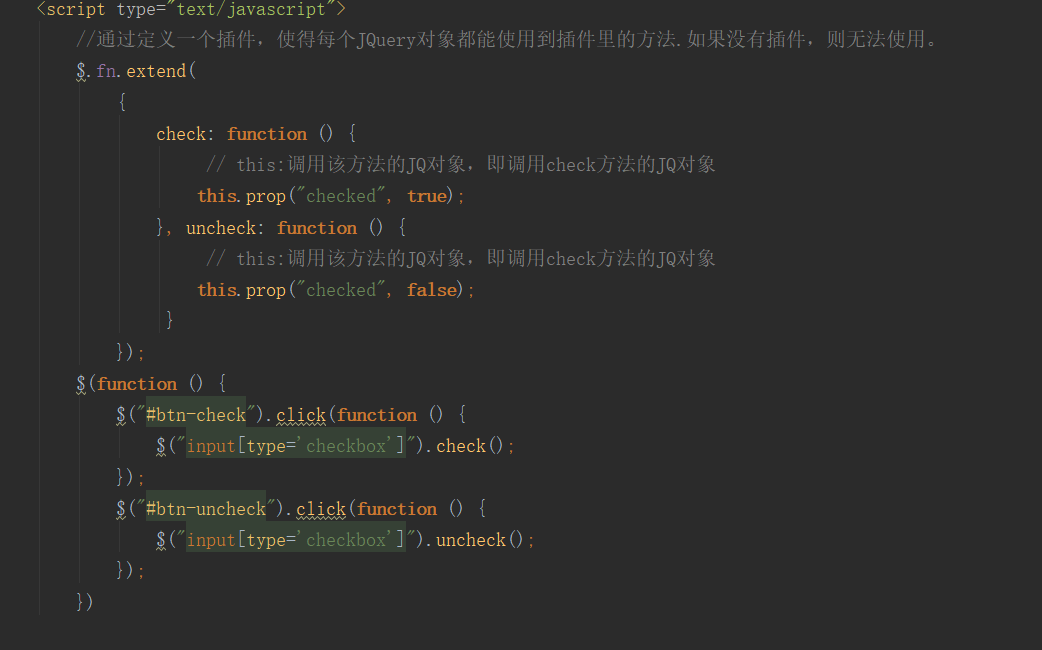 <script type="text/javascript">
//通过定义一个插件，使得每个JQuery对象都能使用到插件里的方法.如果没有插件，则无法使用。
$.fn.extend(
{
check: function () {
// this:调用该方法的JQ对象，即调用check方法的JQ对象
this.prop("checked", true);
}, uncheck: function () {
// this:调用该方法的JQ对象，即调用check方法的JQ对象
this.prop("checked", false);
}
});
$(function () {
$("#btn-check").click(function () {
$("input[type='checkbox']").check();
});
$("#btn-uncheck").click(function () {
$("input[type='checkbox']").uncheck();
});
})